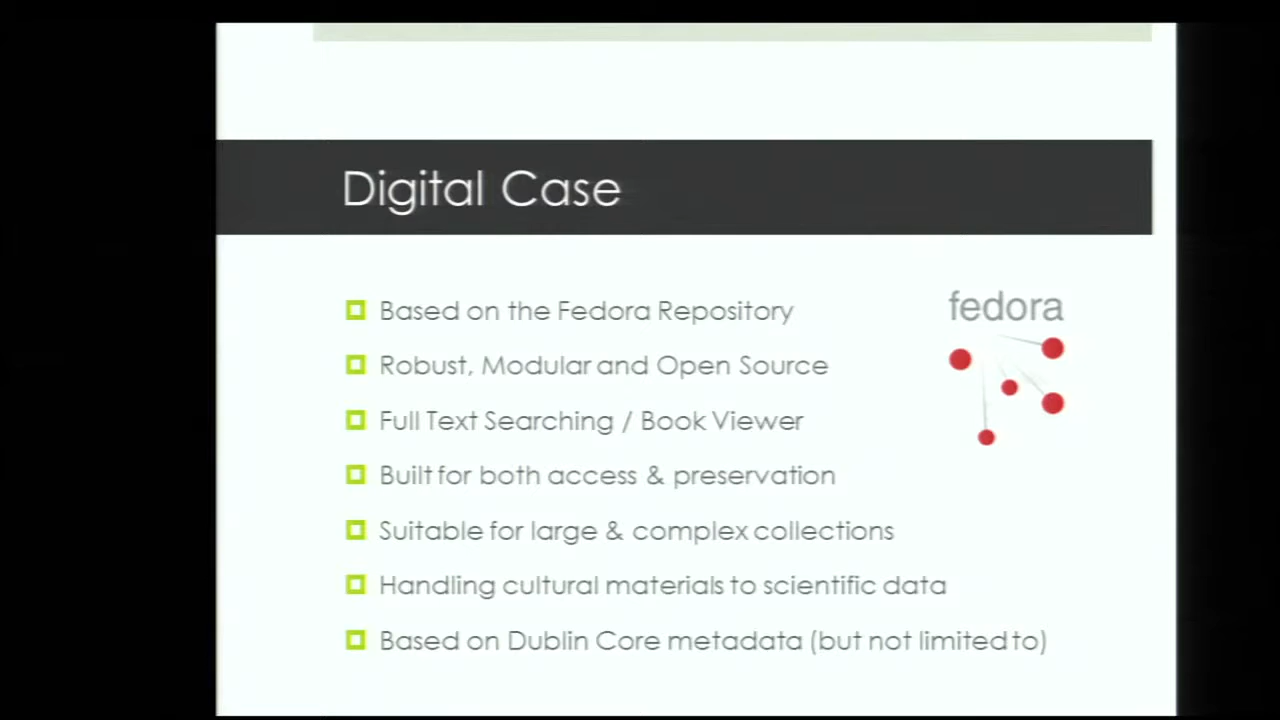 Digital Case
Based on the Fedora Repository
fedora
Robust, Modular and Open Source
Full Text Searching / Book Viewer
Built for both access & preservation
Suitable for large & complex collections
Handling cultural materials to scientific data
Based on Dublin Core metadata (but not limited to)